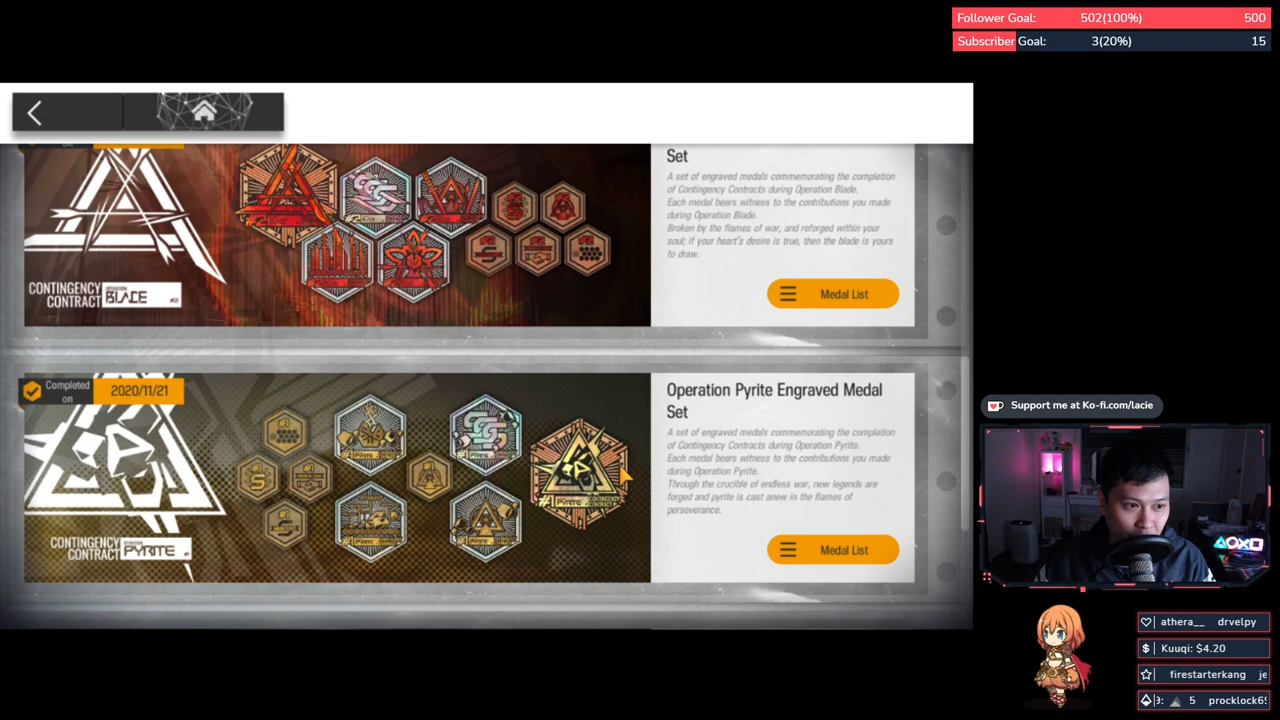 Follower Goal: 502(100%) 500
Subscriber Goal: 3(20%) 15
Set
A set of engraved medals commemorating the completion
of Contingency Contracts during Operation Blade.
Each medal bears witness to the contributions you made
during Operation Blade.
Broken by the flames of war, and reforged within your
soul; if your heart's desire is true, then the blade is yours
to draw.
CONTINGENCY
CONTRACT
OPERATION
BLADE
#2
Medal List
Completed
on
2020/11/21
Operation Pyrite Engraved Medal
Set
A set of engraved medals commemorating the completion
of Contingency Contracts during Operation Pyrite.
Each medal bears witness to the contributions you made
during Operation Pyrite.
Through the crucible of endless war, new legends are
forged and pyrite is cast anew in the flames of
perseverance.
CONTINGENCY
CONTRACT
OPERATION
PYRITE
Medal List
Support me at Ko-fi.com/lacie
athera__ drvelpy
Kuuqi: $4.20
firestarterkang je
5 procklock69